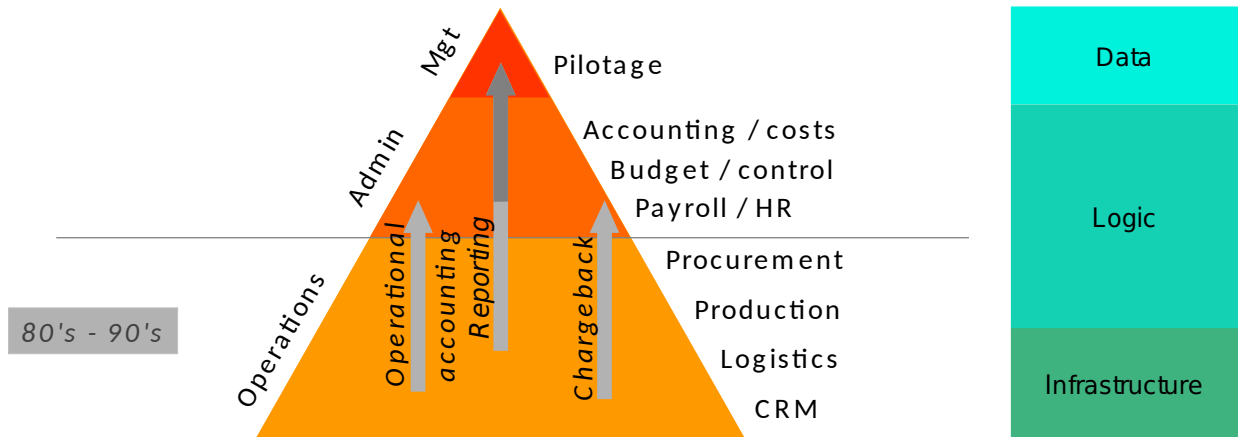 Mgt
Pilotage
Data
Admin
Accounting / costs
Budget / control
Payroll / HR
Logic
Operational
accounting
Reporting
Chargeback
Operations
Procurement
Production
Logistics
CRM
80's - 90's
Infrastructure